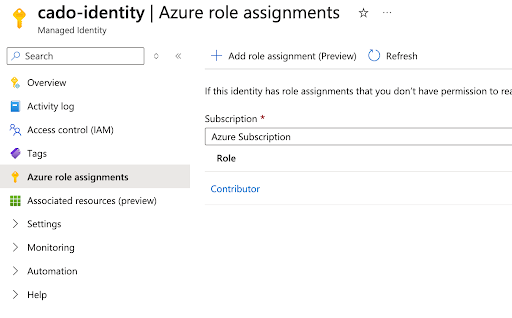 cado-identity | Azure role assignments
Managed Identity
Search
Add role assignment (Preview)
Refresh
Overview
Activity log
Access control (IAM)
Tags
Azure role assignments
Associated resources (preview)
Settings
Monitoring
Automation
Help
If this identity has role assignments that you don't have permission to rea
Subscription *
Azure Subscription
Role
Contributor